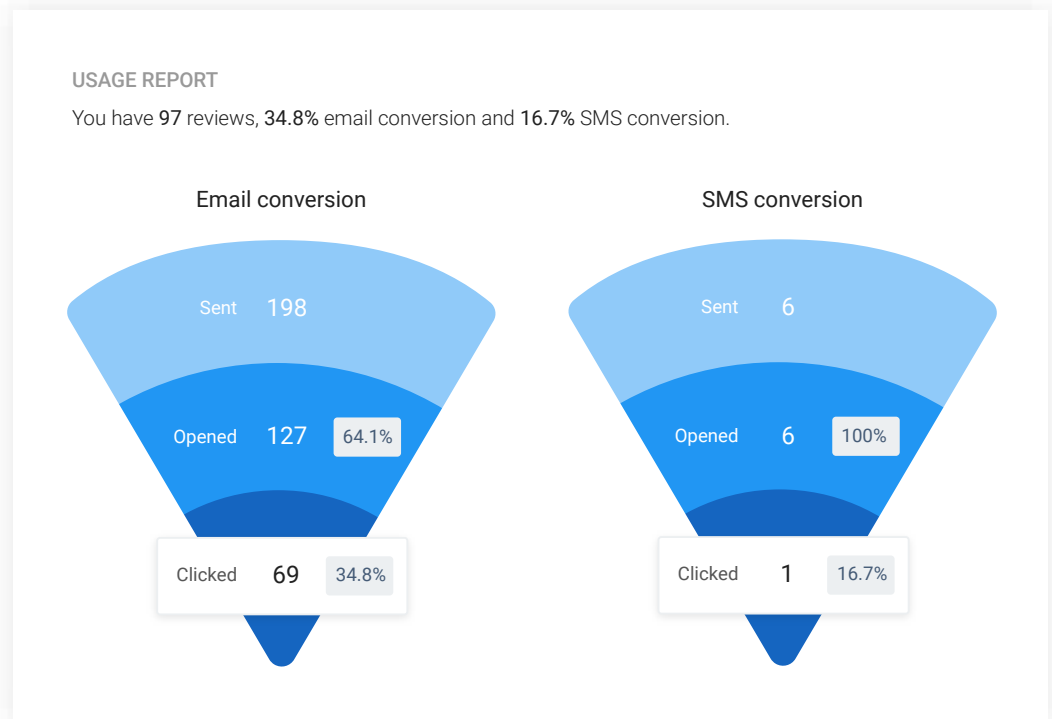 USAGE REPORT
You have 97 reviews, 34.8% email conversion and 16.7% SMS conversion.
Email conversion
Sent 198
Opened 127 64.1%
Clicked 69 34.8%
SMS conversion
Sent 6
Opened 6 100%
Clicked 1 16.7%